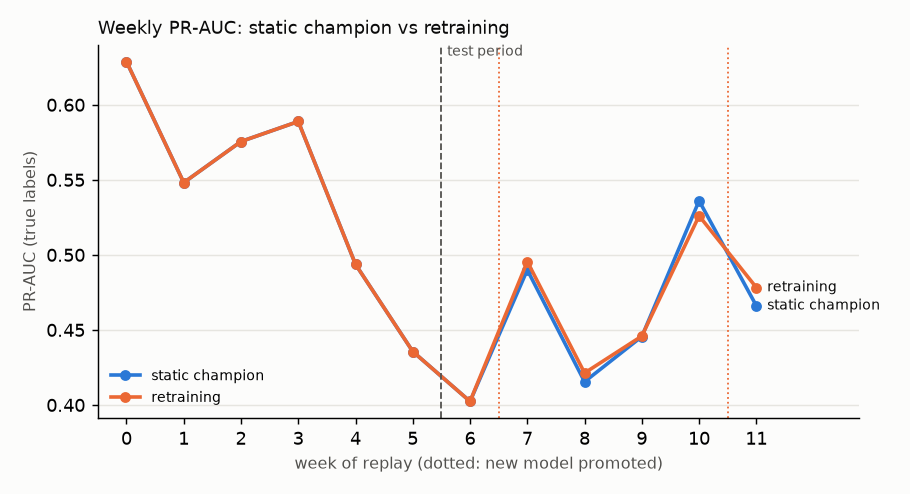 Weekly PR-AUC: static champion vs retraining
test period
PR-AUC (true labels)
0.60
0.55
0.50
0.45
0.40
retraining
static champion
static champion
retraining
0 1 2 3 4 5 6 7 8 9 10 11
week of replay (dotted: new model promoted)